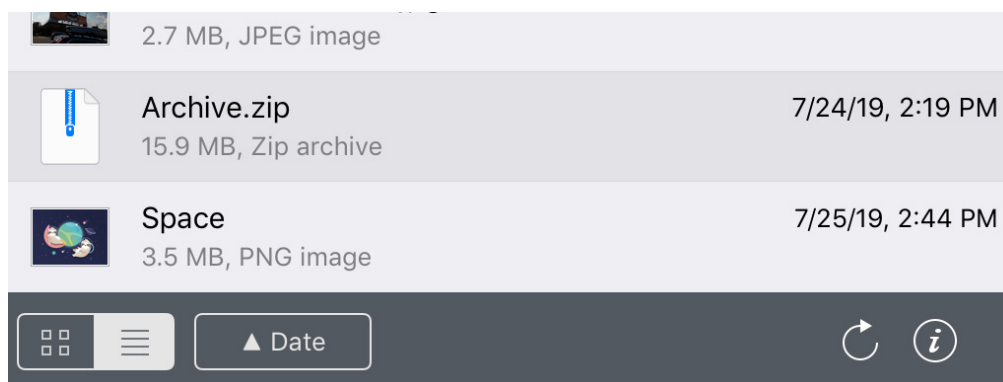 2.7 MB, JPEG image
Archive.zip
7/24/19, 2:19 PM
15.9 MB, Zip archive
Space
7/25/19, 2:44 PM
3.5 MB, PNG image
▲ Date
i